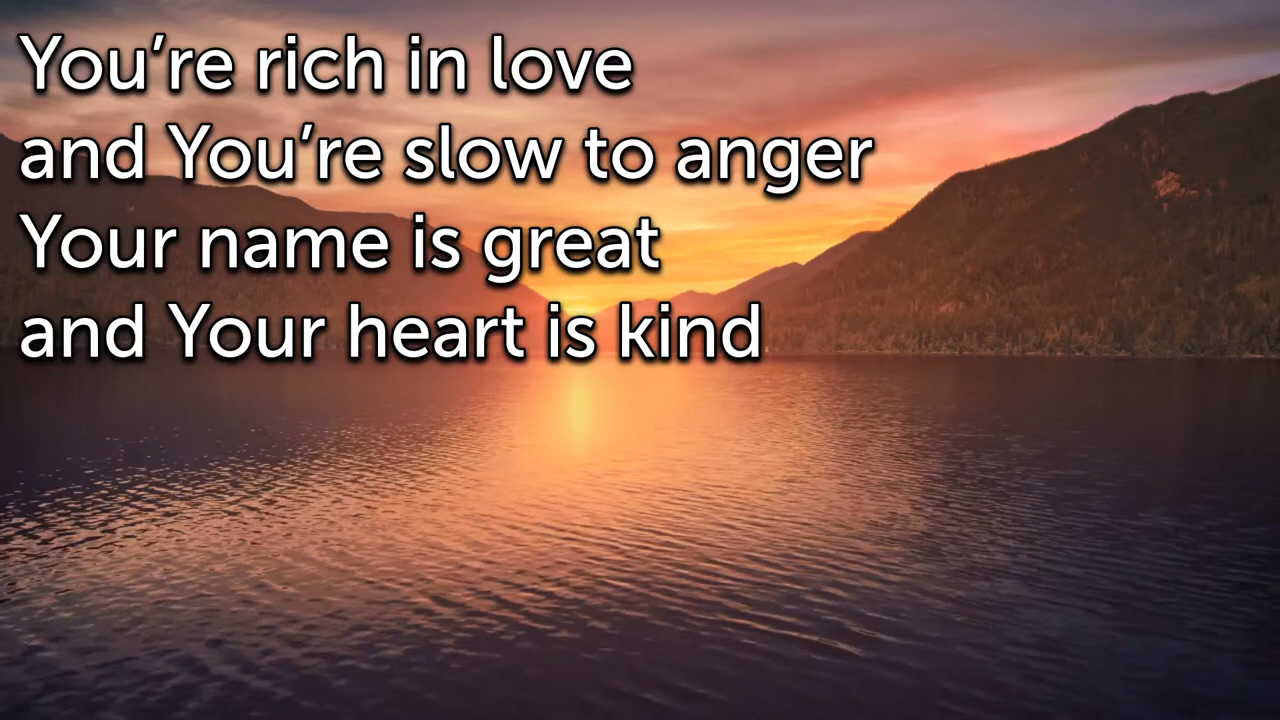 You’re rich in love
and You’re slow to anger
Your name is great
and Your heart is kind